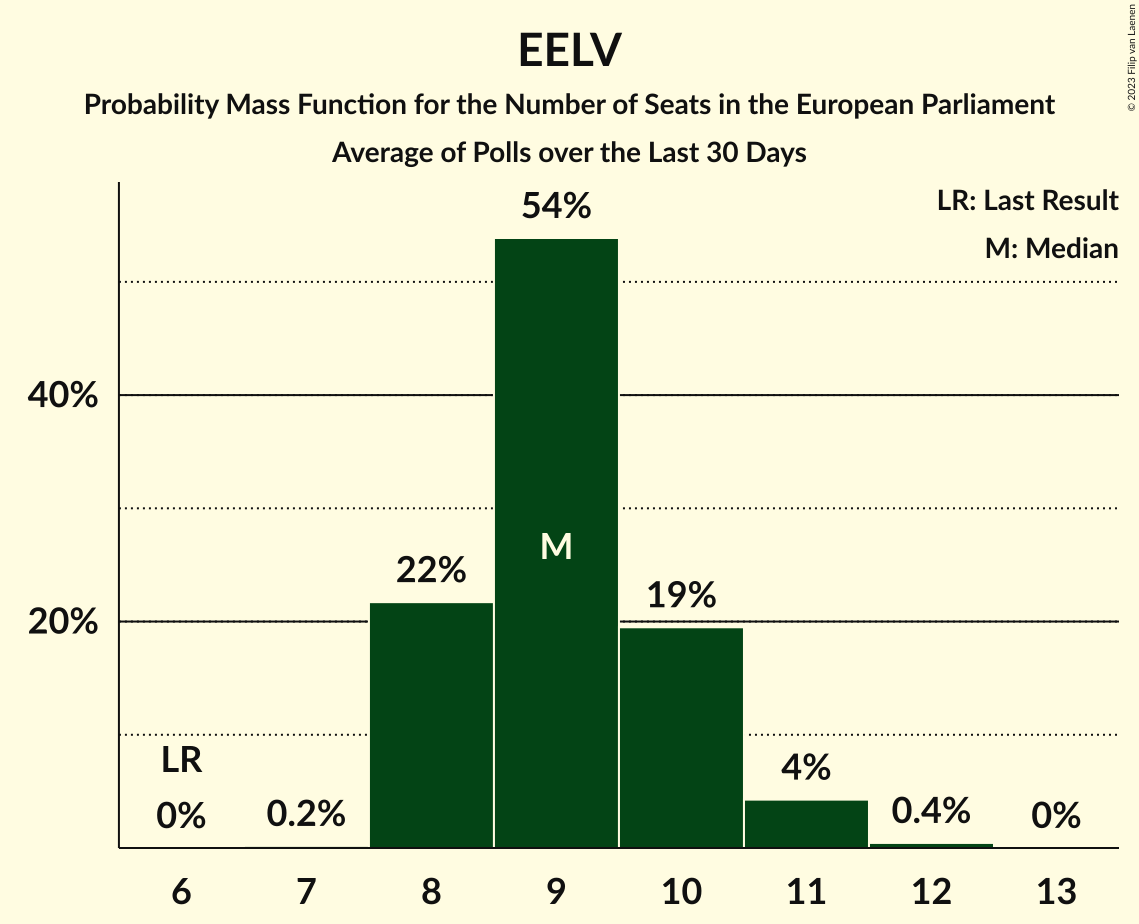 EELV
Probability Mass Function for the Number of Seats in the European Parliament
Average of Polls over the Last 30 Days
© 2023 Filip van Laenen
LR: Last Result
M: Median
54%
40%
M
22%
19%
20%
LR
4%
0%
0.2%
0.4%
0%
6 7 8 9 10 11 12 13